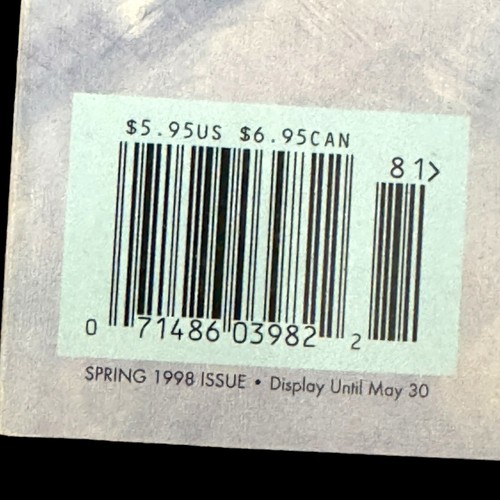 $5.95US $6.95CAN
81>
0 71486 03982 2
SPRING 1998 ISSUE • Display Until May 30